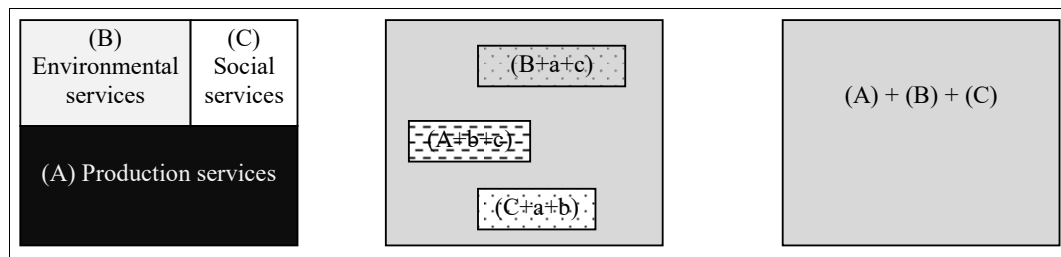 (B)
Environmental
services
(C)
Social
services
(A) Production services
(B+a+c)
(A+b+c)
(C+a+b)
(A) + (B) + (C)